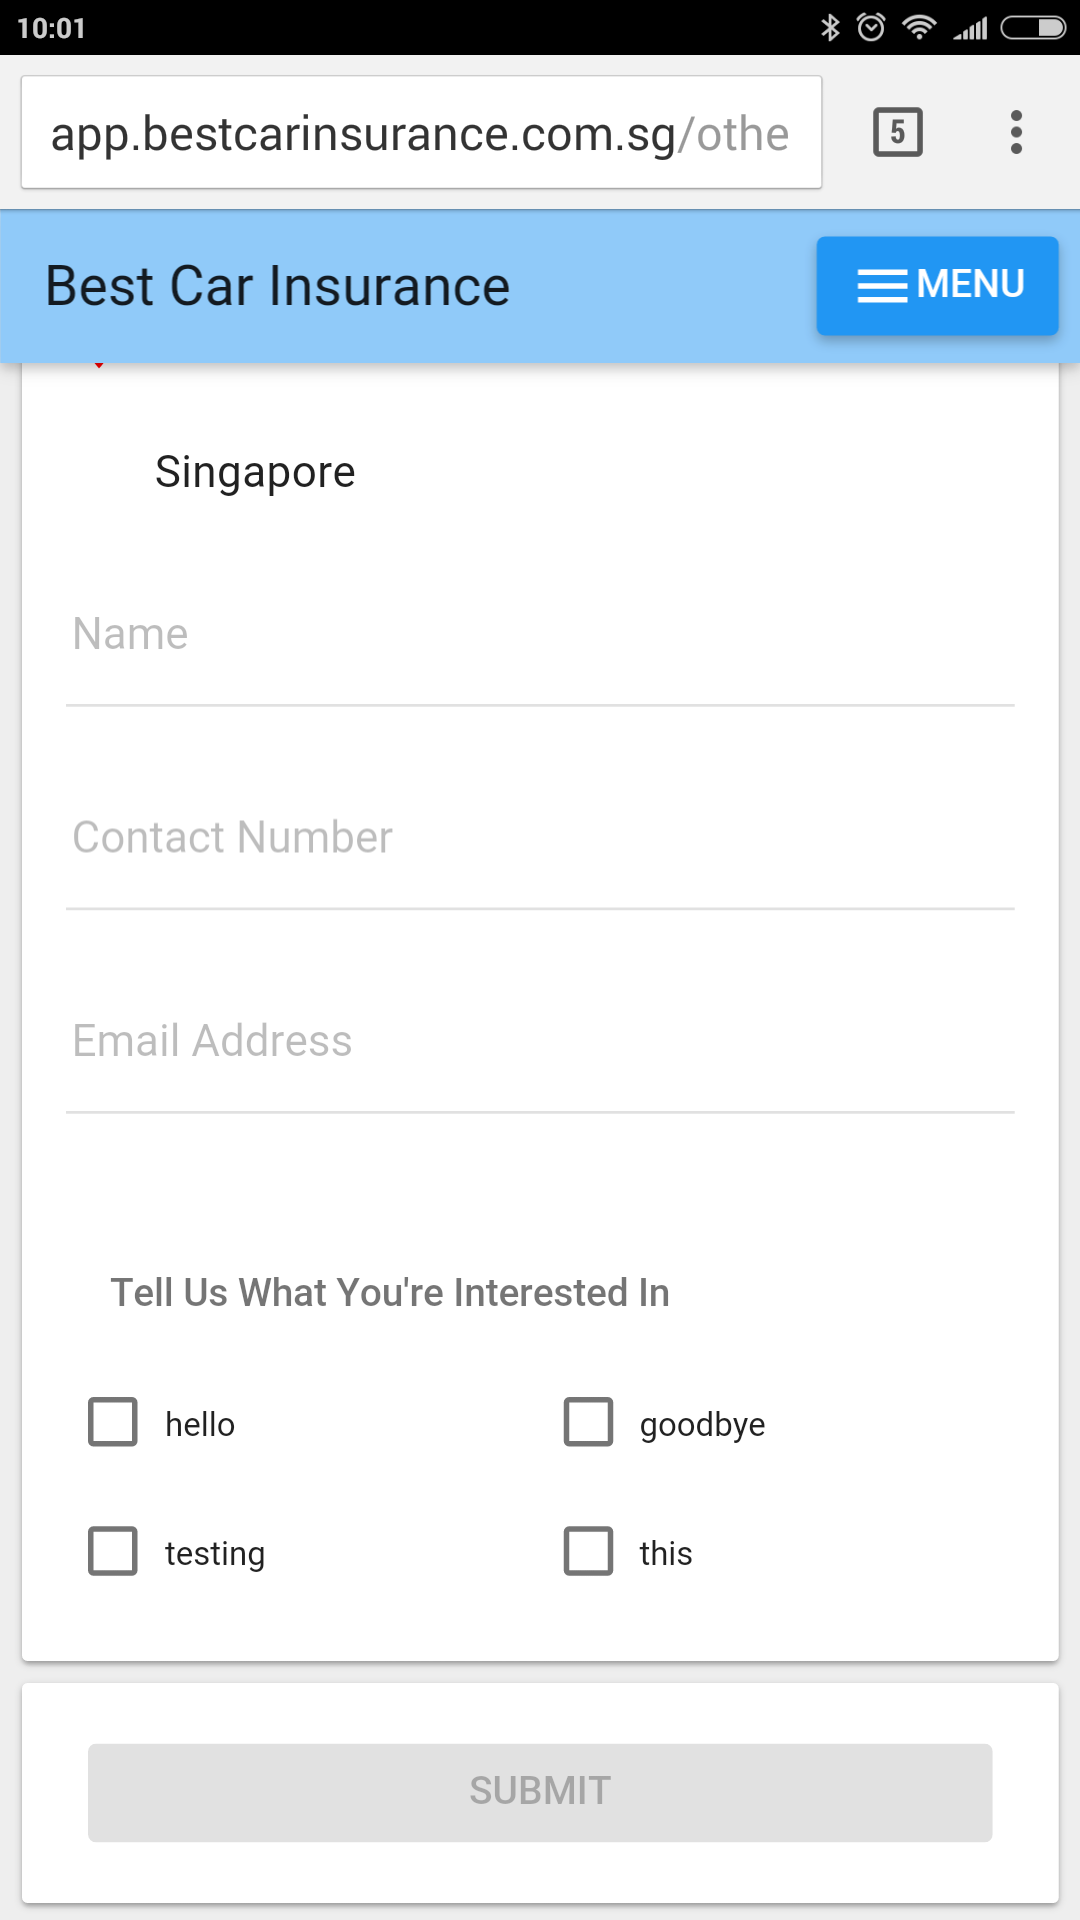 10:01
app.bestcarinsurance.com.sg/othe
5
Best Car Insurance
MENU
Singapore
Name
Contact Number
Email Address
Tell Us What You're Interested In
hello
goodbye
testing
this
SUBMIT